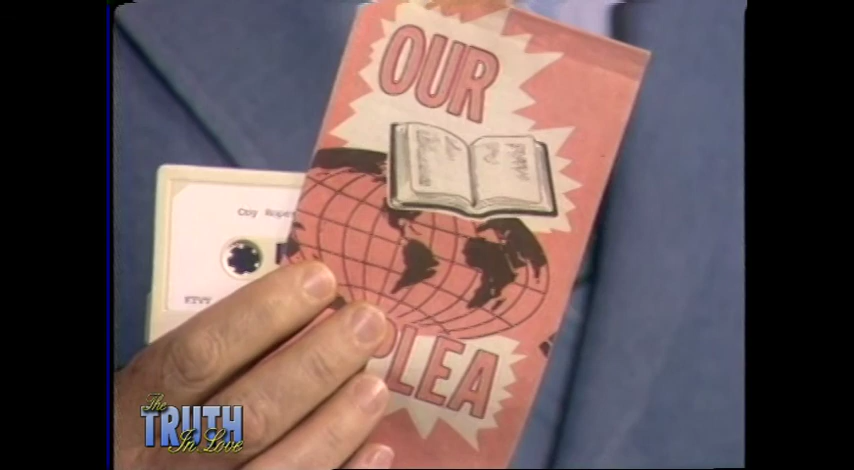 OUR
PLEA
Coy Roper
The
TRUTH
In Love